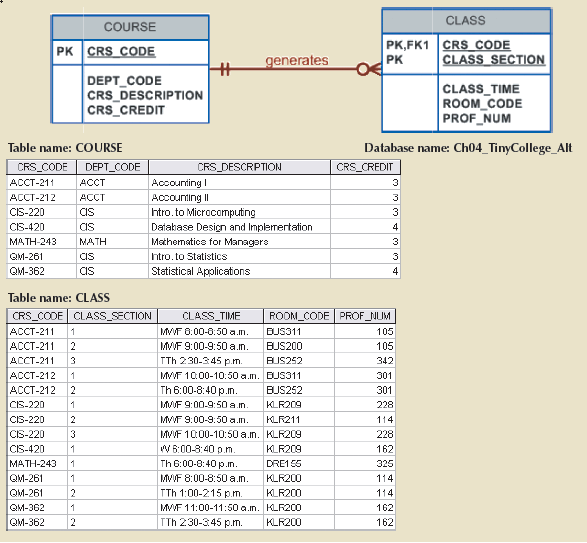 COURSE
PK CRS_CODE
DEPT_CODE
CRS_DESCRIPTION
CRS_CREDIT
generates
CLASS
PK,FK1 CRS_CODE
PK CLASS_SECTION
CLASS_TIME
ROOM_CODE
PROF_NUM
Table name: COURSE
Database name: Ch04_TinyCollege_Alt
CRS_CODE DEPT_CODE CRS_DESCRIPTION CRS_CREDIT
ACCT-211 ACCT Accounting I 3
ACCT-212 ACCT Accounting II 3
CIS-220 CIS Intro. to Microcomputing 3
CIS-420 CIS Database Design and Implementation 4
MATH-243 MATH Mathematics for Managers 3
QM-261 CIS Intro. to Statistics 3
QM-362 CIS Statistical Applications 4
Table name: CLASS
CRS_CODE CLASS_SECTION CLASS_TIME ROOM_CODE PROF_NUM
ACCT-211 1 MWF 8:00-8:50 a.m. BUS311 105
ACCT-211 2 MWF 9:00-9:50 a.m. BUS200 105
ACCT-211 3 TTh 2:30-3:45 p.m. BUS252 342
ACCT-212 1 MWF 10:00-10:50 a.m. BUS311 301
ACCT-212 2 Th 6:00-8:40 p.m. BUS252 301
CIS-220 1 MWF 9:00-9:50 a.m. KLR209 228
CIS-220 2 MWF 9:00-9:50 a.m. KLR211 114
CIS-220 3 MWF 10:00-10:50 a.m. KLR209 228
CIS-420 1 W 6:00-8:40 p.m. KLR209 162
MATH-243 1 Th 6:00-8:40 p.m. DRE155 325
QM-261 1 MWF 8:00-8:50 a.m. KLR200 114
QM-261 2 TTh 1:00-2:15 p.m. KLR200 114
QM-362 1 MWF 11:00-11:50 a.m. KLR200 162
QM-362 2 TTh 2:30-3:45 p.m. KLR200 162